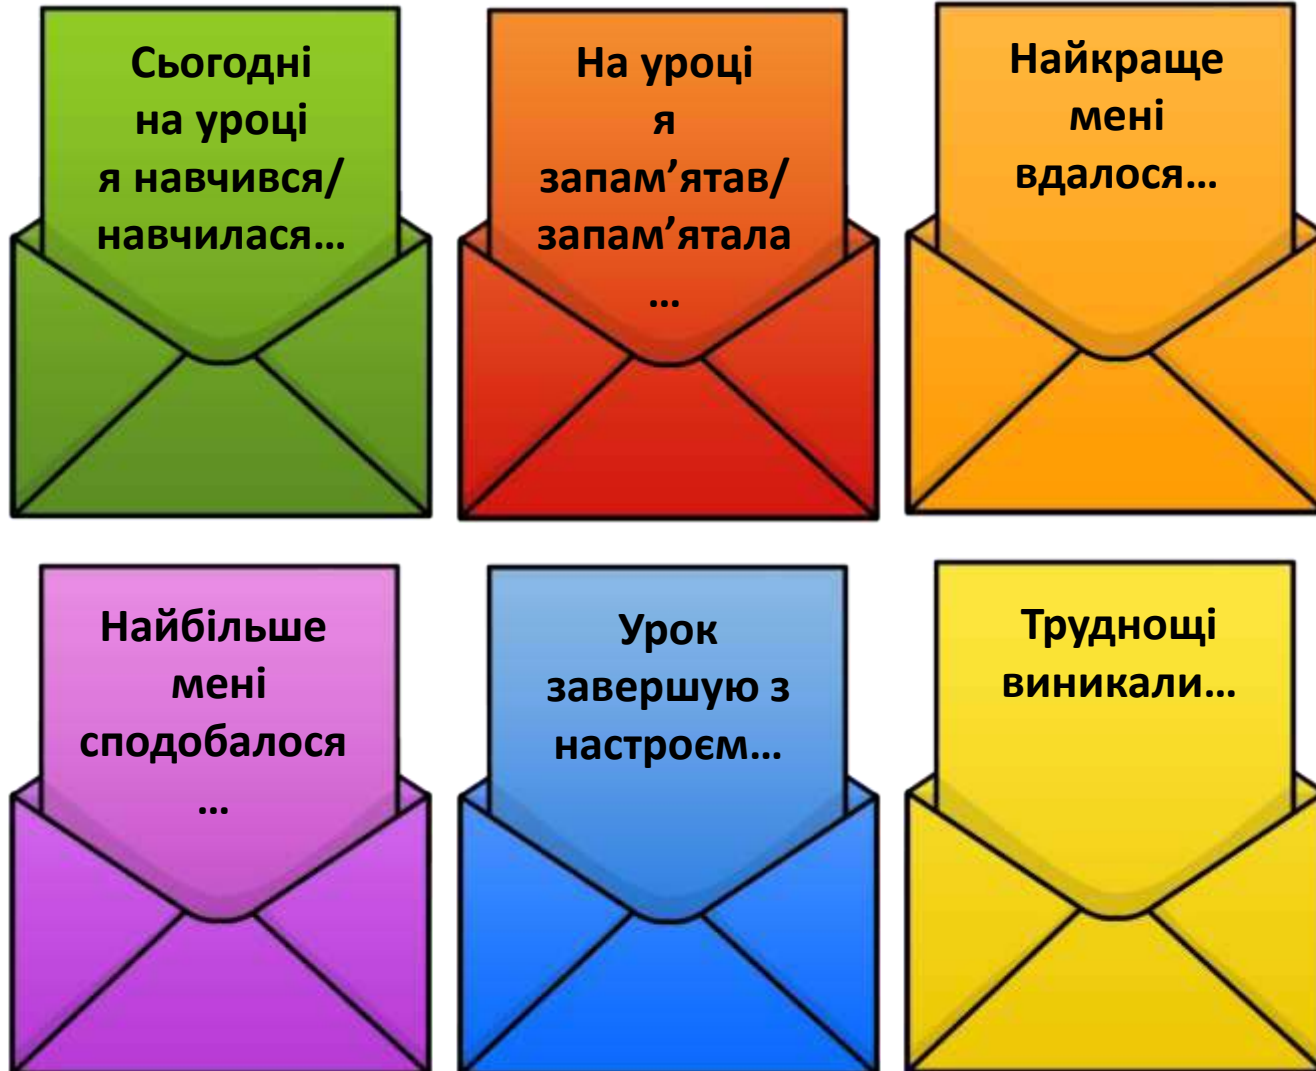 Сьогодні
на уроці
я навчився/
навчилася…
На уроці
я
запам’ятав/
запам’ятала
…
Найкраще
мені
вдалося…
Найбільше
мені
сподобалося
…
Урок
завершую з
настроєм…
Труднощі
виникали…